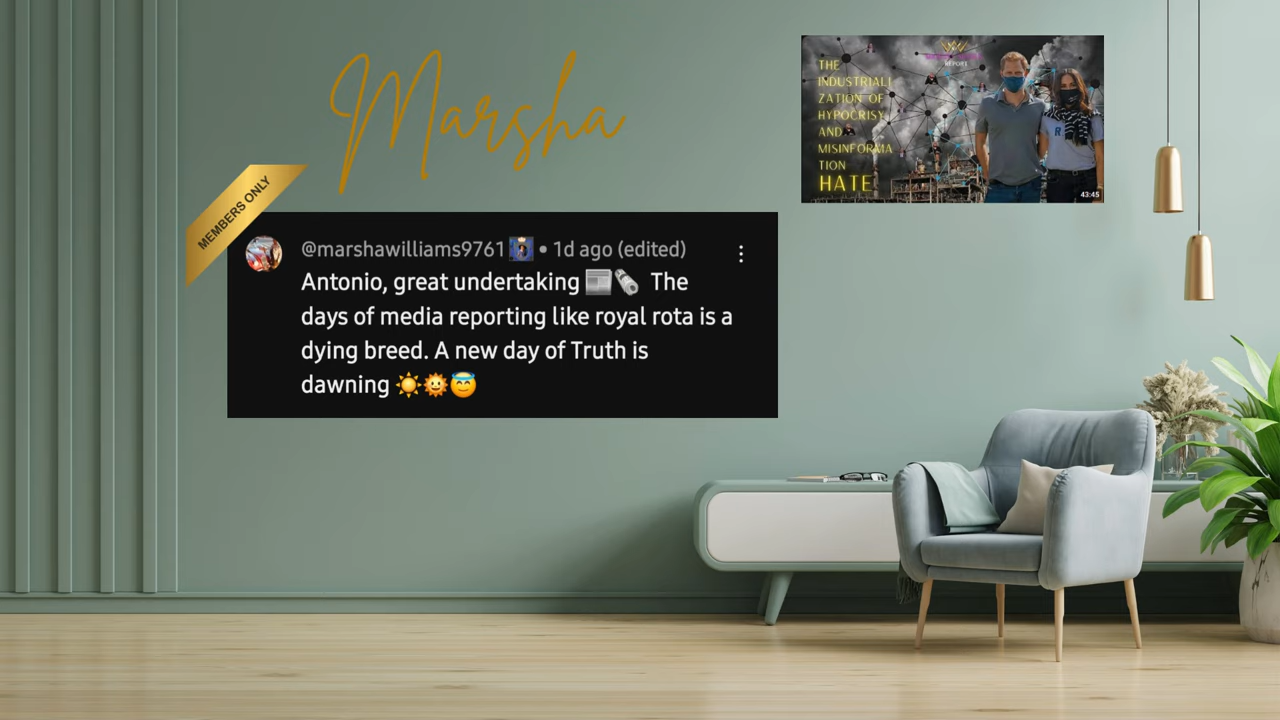 Marsha
MEMBERS ONLY
@marshawilliams9761 • 1d ago (edited)
Antonio, great undertaking 📰🗞️ The
days of media reporting like royal rota is a
dying breed. A new day of Truth is
dawning ☀️🌞😇
THE
INDUSTRIALI
ZATION OF
HYPOCRISY
AND
MISINFORMA
TION
HATE
REPORT
R
43:45